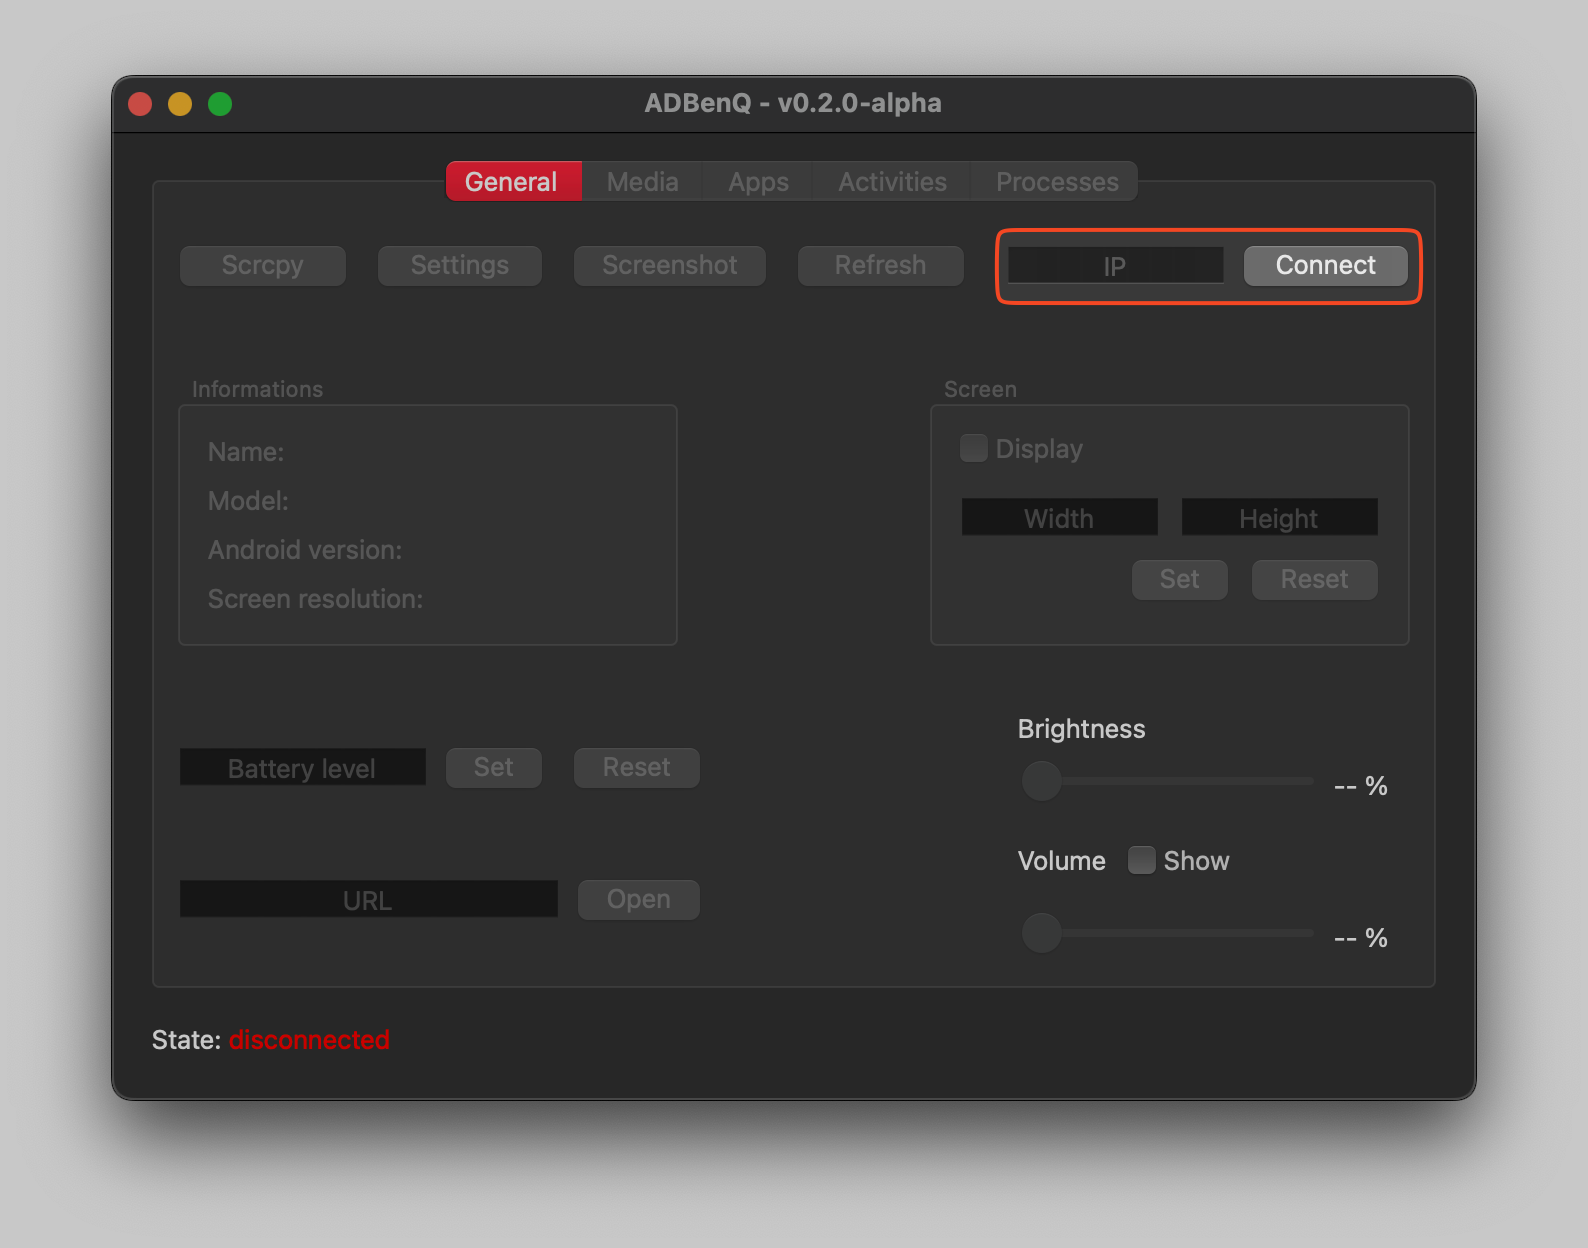 ADBenQ - v0.2.0-alpha
General Media Apps Activities Processes
Scrcpy Settings Screenshot Refresh IP Connect
Informations
Name:
Model:
Android version:
Screen resolution:
Screen
Display
Width Height
Set Reset
Battery level Set Reset
URL Open
Brightness
-- %
Volume Show
-- %
State: disconnected